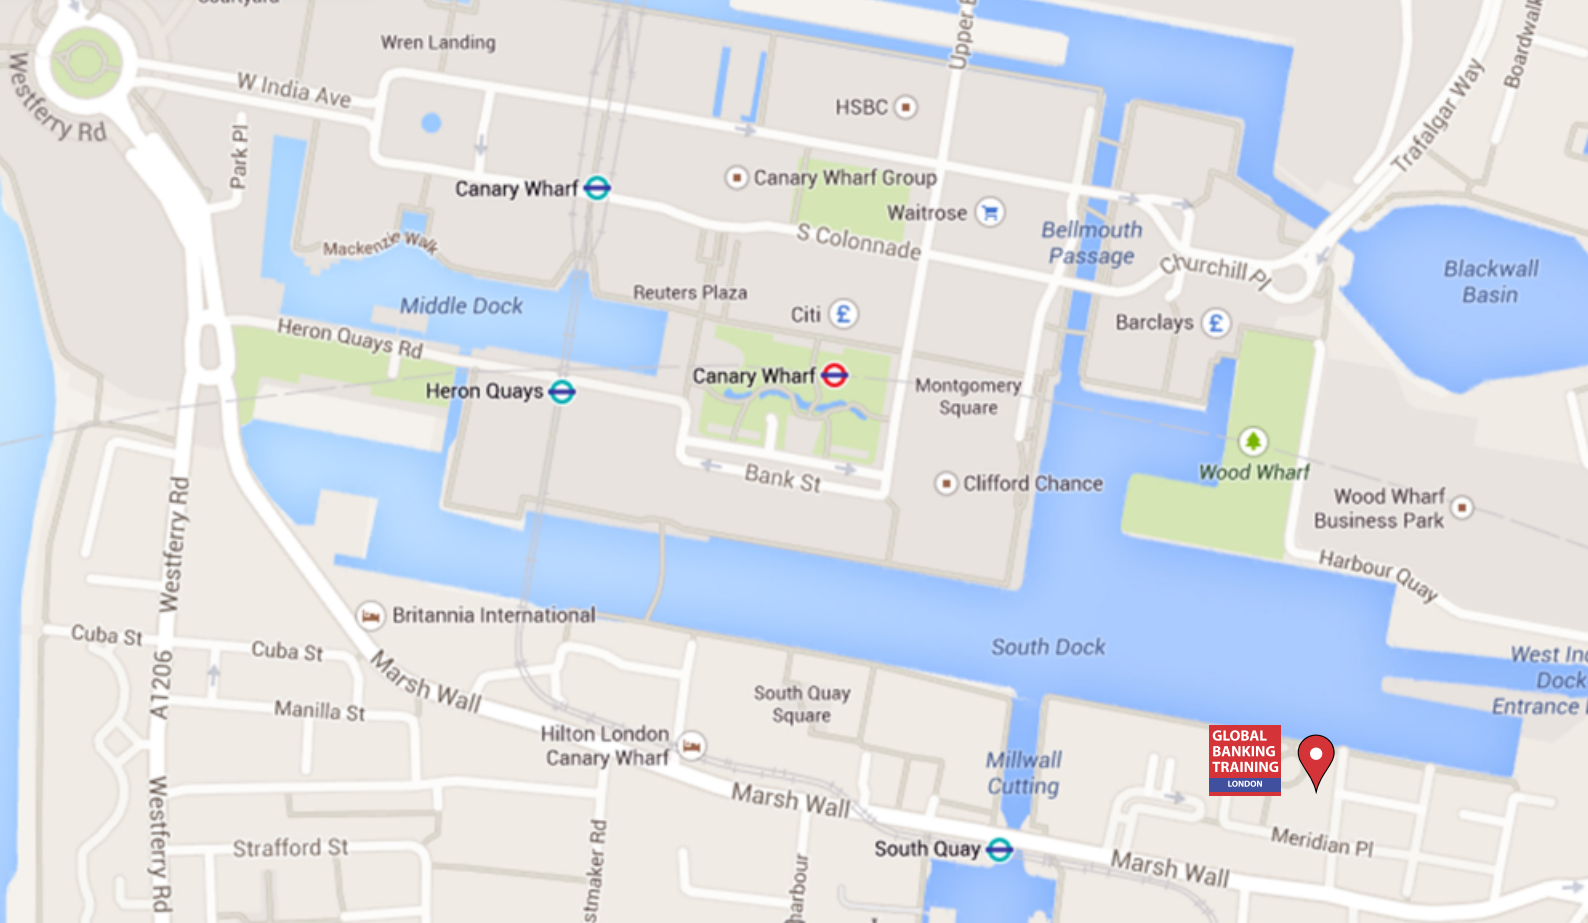 Wren Landing
Upper
Boardwalk
Westferry Rd
W India Ave
Trafalgar Way
HSBC
Park Pl
Canary Wharf
Canary Wharf Group
Waitrose
Mackenzie Walk
S Colonnade
Bellmouth
Passage
Churchill Pl
Blackwall
Basin
Middle Dock
Reuters Plaza
Citi
£
Barclays
£
Heron Quays Rd
Canary Wharf
Heron Quays
Montgomery
Square
Wood Wharf
Bank St
Clifford Chance
Wood Wharf
Business Park
Westferry Rd
Harbour Quay
Britannia International
Cuba St
Cuba St
South Dock
West Ind
Dock
Entrance
A1206
Marsh Wall
Manilla St
South Quay
Square
Hilton London
Canary Wharf
GLOBAL
BANKING
TRAINING
LONDON
Millwall
Cutting
Westferry Rd
Marsh Wall
Meridian Pl
Strafford St
stmaker Rd
South Quay
Marsh Wall
harbour